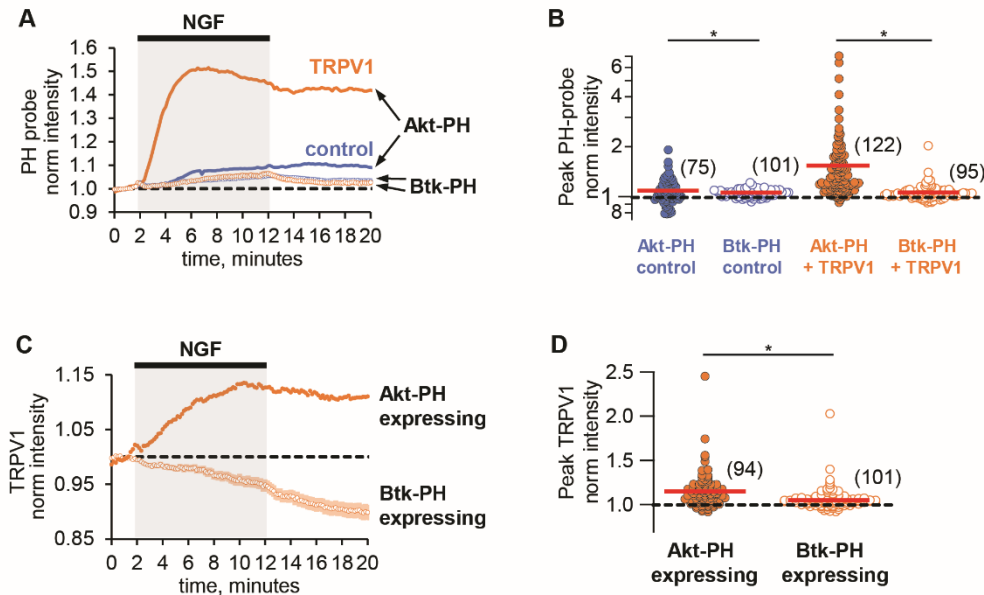 A
NGF
PH probe
norm intensity
1.6
1.5
1.4
1.3
1.2
1.1
1.0
0.9
TRPV1
control
Akt-PH
Btk-PH
0 2 4 6 8 10 12 14 16 18 20
time, minutes
B
*
*
Peak PH-probe
norm intensity
6
4
2
1
8
(75)
(101)
(122)
(95)
Akt-PH
control
Btk-PH
control
Akt-PH
+ TRPV1
Btk-PH
+ TRPV1
C
NGF
TRPV1
norm intensity
1.15
1.05
1.00
0.95
0.85
Akt-PH
expressing
Btk-PH
expressing
0 2 4 6 8 10 12 14 16 18 20
time, minutes
D
*
Peak TRPV1
norm intensity
2.5
2.0
1.5
1.0
(94)
(101)
Akt-PH
expressing
Btk-PH
expressing